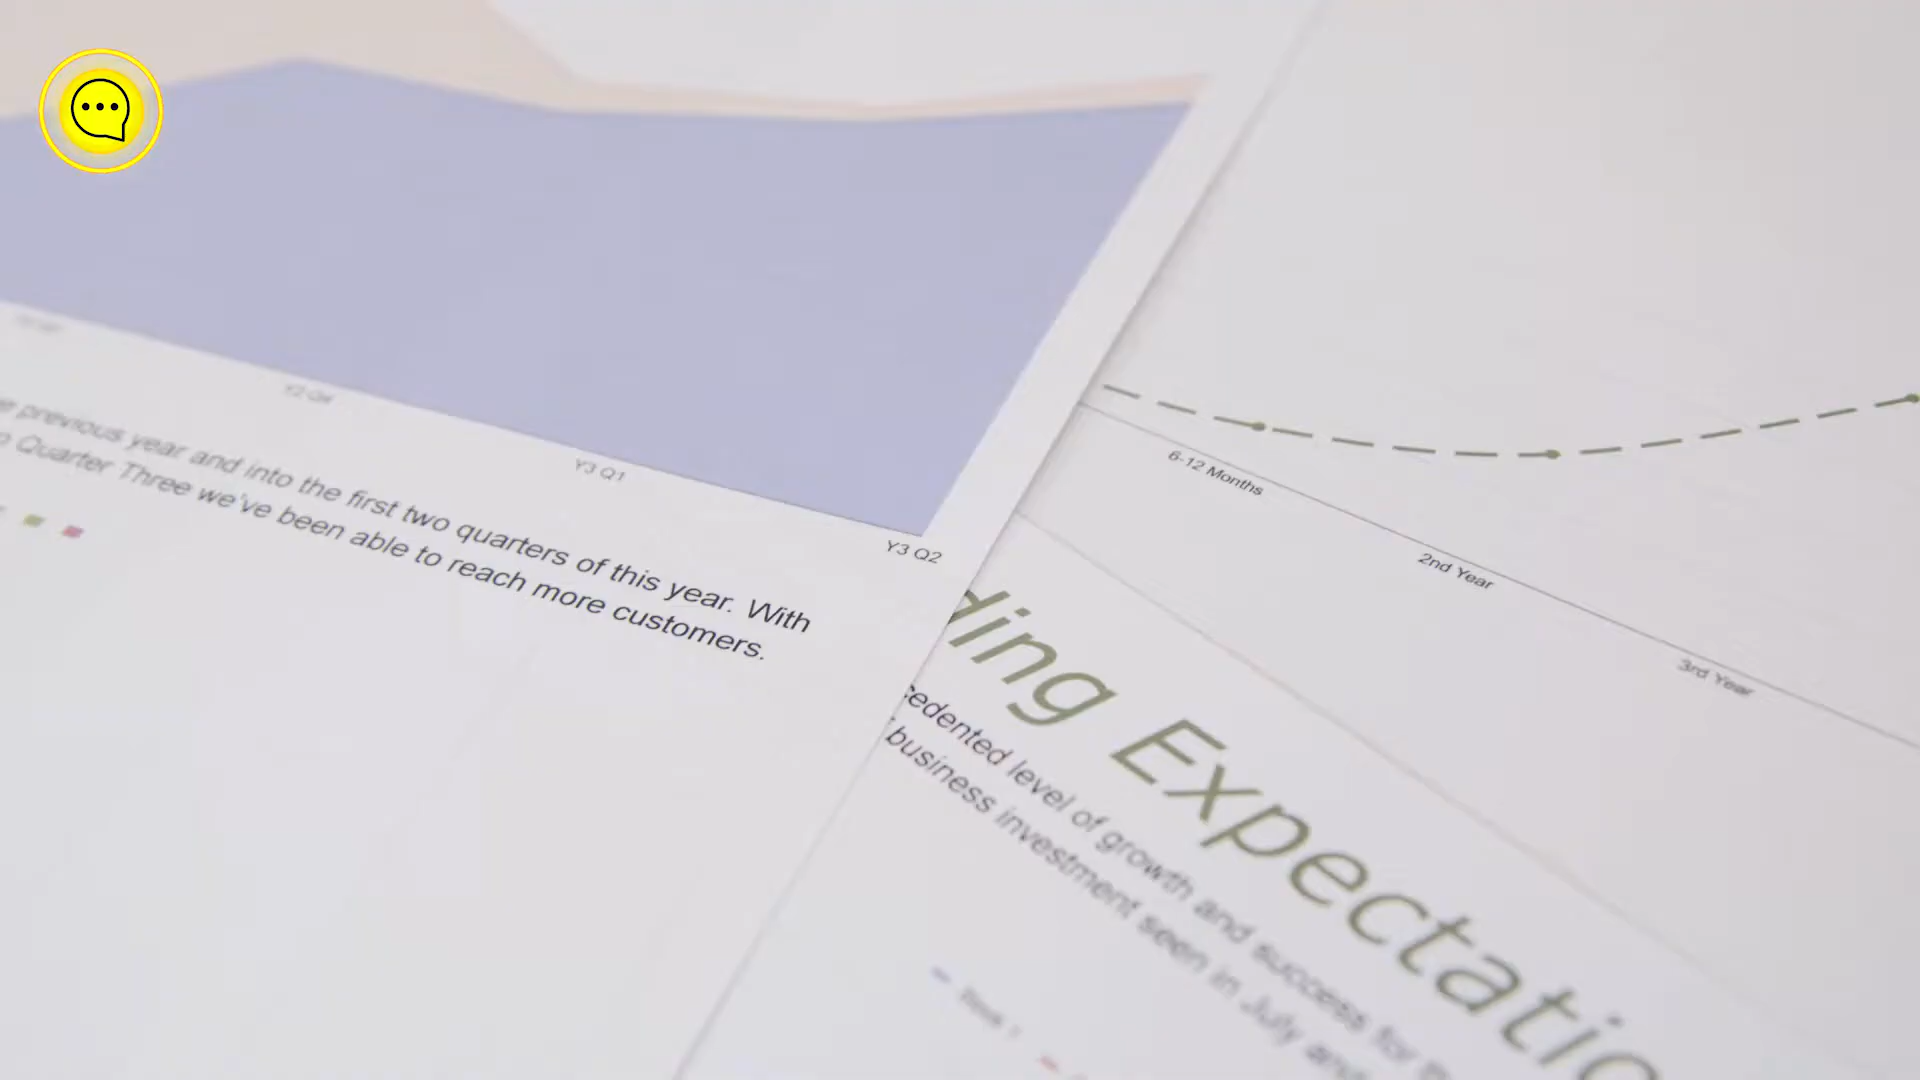 Y2 Q4
Y3 Q1
Y3 Q2
previous year and into the first two quarters of this year. With
Quarter Three we've been able to reach more customers.
6-12 Months
2nd Year
3rd Year
Expectatio
level of growth and success for
business investment seen in July and